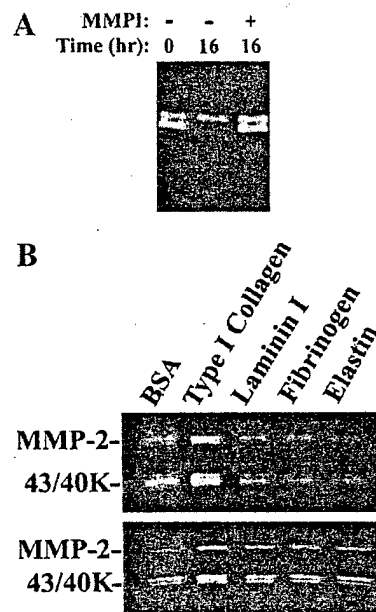 A
MMPI: - - +
Time (hr): 0 16 16
B
BSA
Type I Collagen
Laminin I
Fibrinogen
Elastin
MMP-2-
43/40K-
MMP-2-
43/40K-